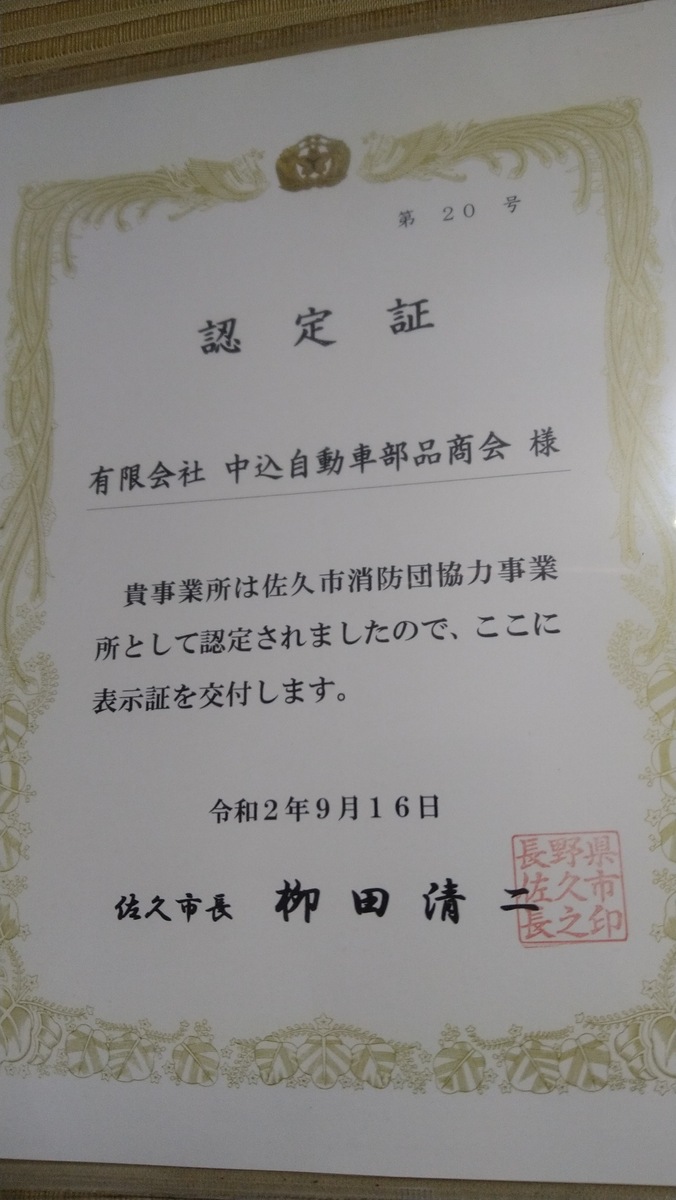 第 20 号
認 定 証
有限会社 中込自動車部品商会 様
貴事業所は佐久市消防団協力事業
所として認定されましたので、ここに
表示証を交付します。
令和２年９月１６日
佐久市長 栁 田 清 二
長野県
佐久市
長之印